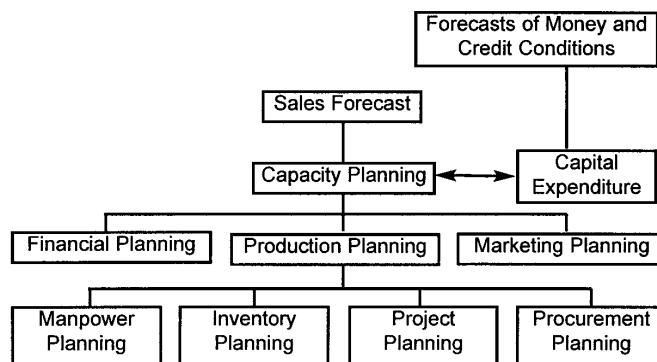 Forecasts of Money and
Credit Conditions
Sales Forecast
Capacity Planning
Capital
Expenditure
Financial Planning
Production Planning
Marketing Planning
Manpower
Planning
Inventory
Planning
Project
Planning
Procurement
Planning